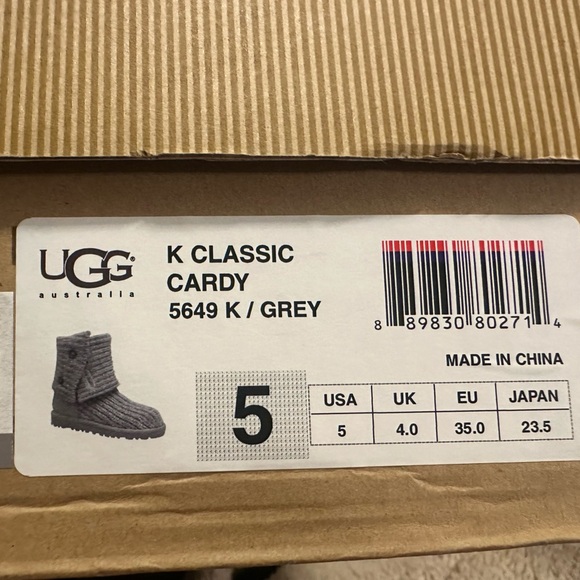 UGG
australia
K CLASSIC
CARDY
5649 K / GREY
8 89830 80271 4
MADE IN CHINA
5
USA UK EU JAPAN
5 4.0 35.0 23.5